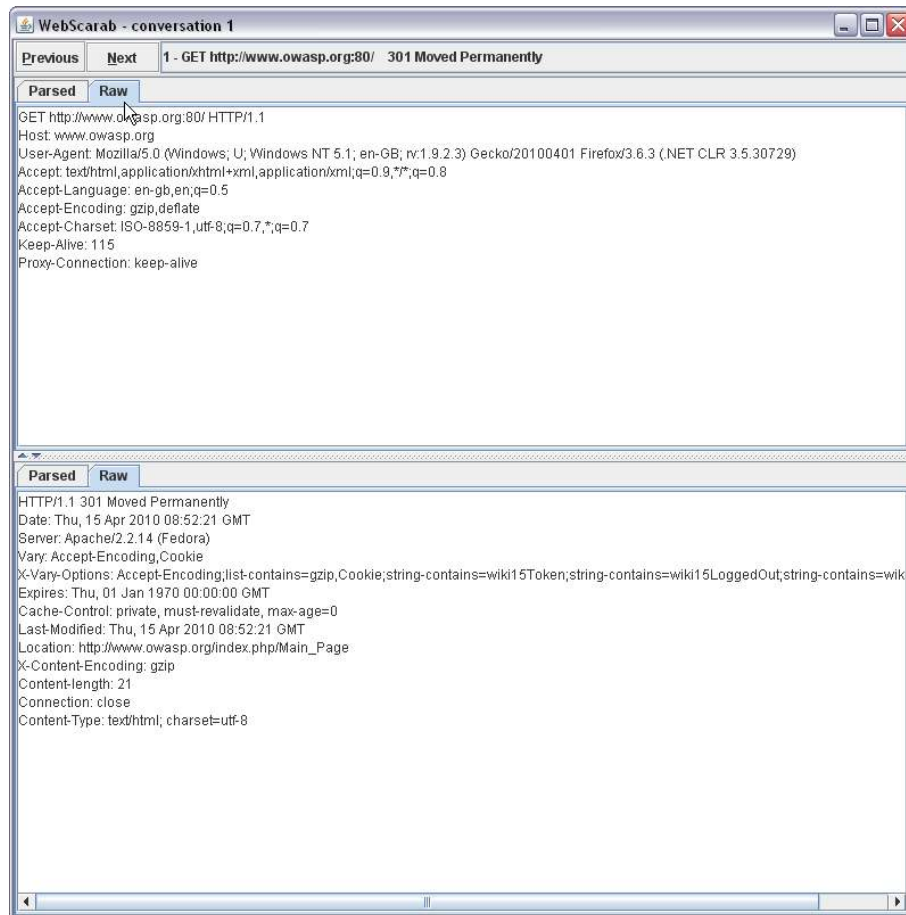 WebScarab - conversation 1
Previous Next 1 - GET http://www.owasp.org:80/ 301 Moved Permanently
Parsed Raw
GET http://www.owasp.org:80/ HTTP/1.1
Host: www.owasp.org
User-Agent: Mozilla/5.0 (Windows; U; Windows NT 5.1; en-GB; rv:1.9.2.3) Gecko/20100401 Firefox/3.6.3 (.NET CLR 3.5.30729)
Accept: text/html,application/xhtml+xml,application/xml;q=0.9,*/*;q=0.8
Accept-Language: en-gb,en;q=0.5
Accept-Encoding: gzip,deflate
Accept-Charset: ISO-8859-1,utf-8;q=0.7,*;q=0.7
Keep-Alive: 115
Proxy-Connection: keep-alive
Parsed Raw
HTTP/1.1 301 Moved Permanently
Date: Thu, 15 Apr 2010 08:52:21 GMT
Server: Apache/2.2.14 (Fedora)
Vary: Accept-Encoding,Cookie
X-Vary-Options: Accept-Encoding;list-contains=gzip,Cookie;string-contains=wiki15Token;string-contains=wiki15LoggedOut;string-contains=wik
Expires: Thu, 01 Jan 1970 00:00:00 GMT
Cache-Control: private, must-revalidate, max-age=0
Last-Modified: Thu, 15 Apr 2010 08:52:21 GMT
Location: http://www.owasp.org/index.php/Main_Page
X-Content-Encoding: gzip
Content-length: 21
Connection: close
Content-Type: text/html; charset=utf-8